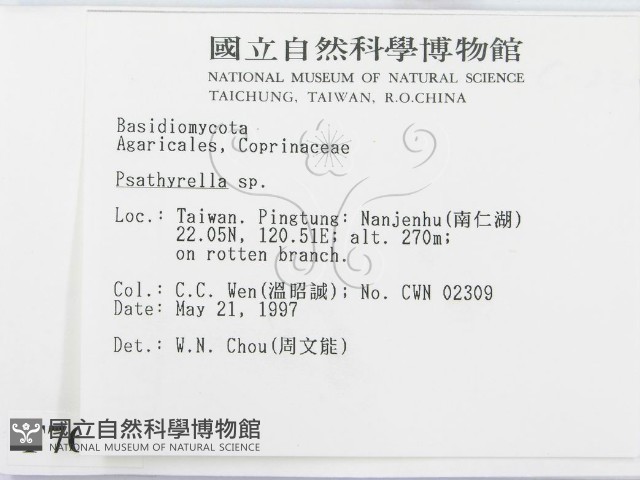 國立自然科學博物館
NATIONAL MUSEUM OF NATURAL SCIENCE
TAICHUNG, TAIWAN, R.O.CHINA
Basidiomycota
Agaricales, Coprinaceae
Psathyrella sp.
Loc.: Taiwan. Pingtung: Nanjenhu(南仁湖)
22.05N, 120.51E; alt. 270m;
on rotten branch.
Col.: C.C. Wen(溫昭誠); No. CWN 02309
Date: May 21, 1997
Det.: W.N. Chou(周文能)
國立自然科學博物館
NATIONAL MUSEUM OF NATURAL SCIENCE